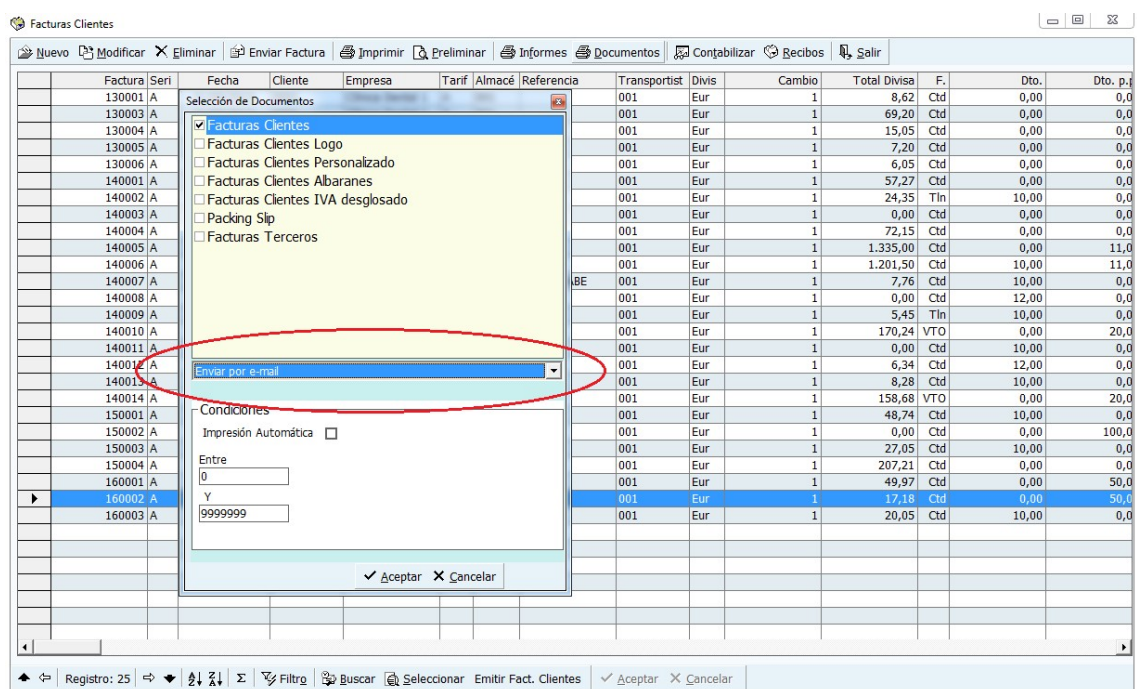 Facturas Clientes
Nuevo Modificar Eliminar Enviar Factura Imprimir Preliminar Informes Documentos Contabilizar Recibos Salir
Factura Seri Fecha Cliente Empresa Tarif Almacé Referencia Transportist Divis Cambio Total Divisa F. Dto. Dto. p.
130001 A 001 Eur 1 8,62 Ctd 0,00 0,0
130003 A 001 Eur 1 69,20 Ctd 0,00 0,0
130004 A 001 Eur 1 15,05 Ctd 0,00 0,0
130005 A 001 Eur 1 7,20 Ctd 0,00 0,0
130006 A 001 Eur 1 6,05 Ctd 0,00 0,0
140001 A 001 Eur 1 57,27 Ctd 0,00 0,0
140002 A 001 Eur 1 24,35 Tln 10,00 0,0
140003 A 001 Eur 1 0,00 Ctd 0,00 0,0
140004 A 001 Eur 1 72,15 Ctd 0,00 0,0
140005 A 001 Eur 1 1.335,00 Ctd 0,00 11,0
140006 A 001 Eur 1 1.201,50 Ctd 10,00 11,0
140007 A ABE 001 Eur 1 7,76 Ctd 10,00 0,0
140008 A 001 Eur 1 0,00 Ctd 12,00 0,0
140009 A 001 Eur 1 5,45 Tln 10,00 0,0
140010 A 001 Eur 1 170,24 VTO 0,00 20,0
140011 A 001 Eur 1 0,00 Ctd 10,00 0,0
140012 A 001 Eur 1 6,34 Ctd 12,00 0,0
140013 A 001 Eur 1 8,28 Ctd 10,00 0,0
140014 A 001 Eur 1 158,68 VTO 0,00 20,0
150001 A 001 Eur 1 48,74 Ctd 10,00 0,0
150002 A 001 Eur 1 0,00 Ctd 0,00 100,0
150003 A 001 Eur 1 27,05 Ctd 10,00 0,0
150004 A 001 Eur 1 207,21 Ctd 0,00 0,0
160001 A 001 Eur 1 49,97 Ctd 0,00 50,0
160002 A 001 Eur 1 17,18 Ctd 0,00 50,0
160003 A 001 Eur 1 20,05 Ctd 10,00 0,0
Selección de Documentos
Facturas Clientes
Facturas Clientes Logo
Facturas Clientes Personalizado
Facturas Clientes Albaranes
Facturas Clientes IVA desglosado
Packing Slip
Facturas Terceros
Enviar por e-mail
Condiciones
Impresión Automática
Entre
0
Y
9999999
Aceptar Cancelar
Registro: 25 Σ Filtro Buscar Seleccionar Emitir Fact. Clientes Aceptar Cancelar